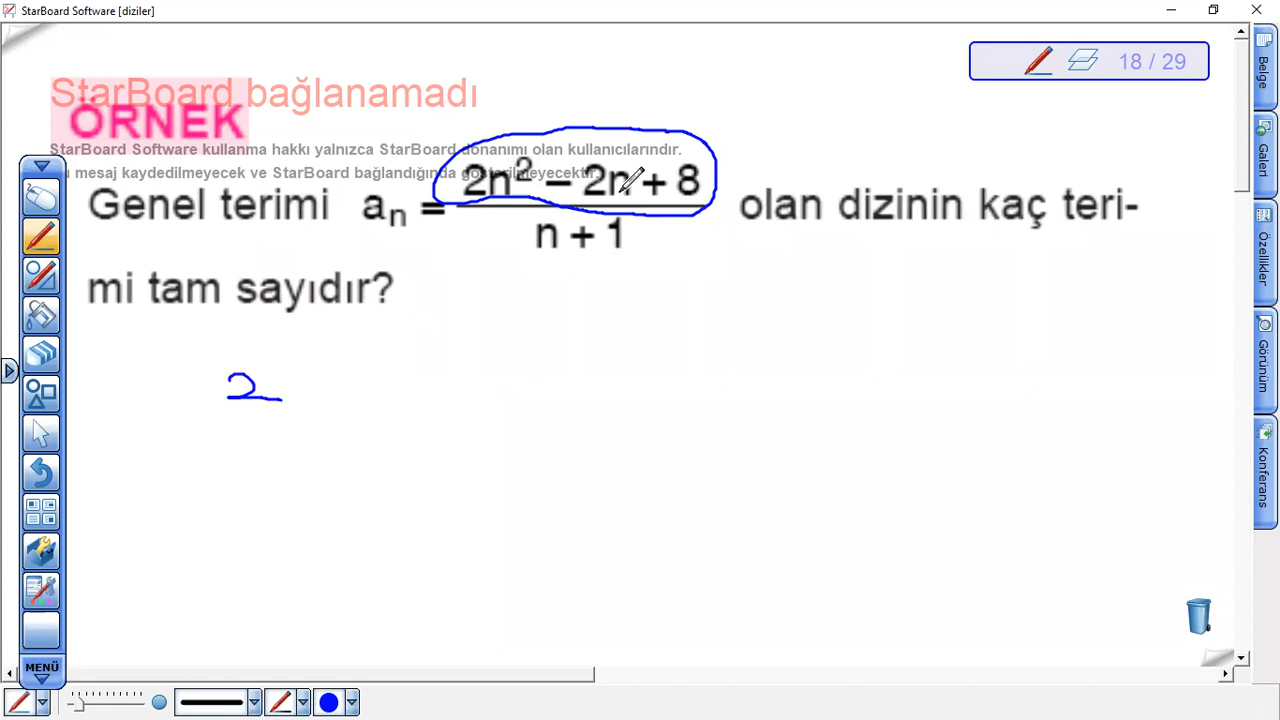 StarBoard Software [diziler]
18 / 29
StarBoard bağlanamadı
ÖRNEK
StarBoard Software kullanma hakkı yalnızca StarBoard donanımı olan kullanıcılarındır.
u mesaj kaydedilmeyecek ve StarBoard bağlandığında gösterilmeyecektir.
Genel terimi aₙ = (2n² − 2n + 8) / (n + 1) olan dizinin kaç teri-
mi tam sayıdır?
2
MENÜ
Belge
Galeri
Özellikler
Görünüm
Konferans